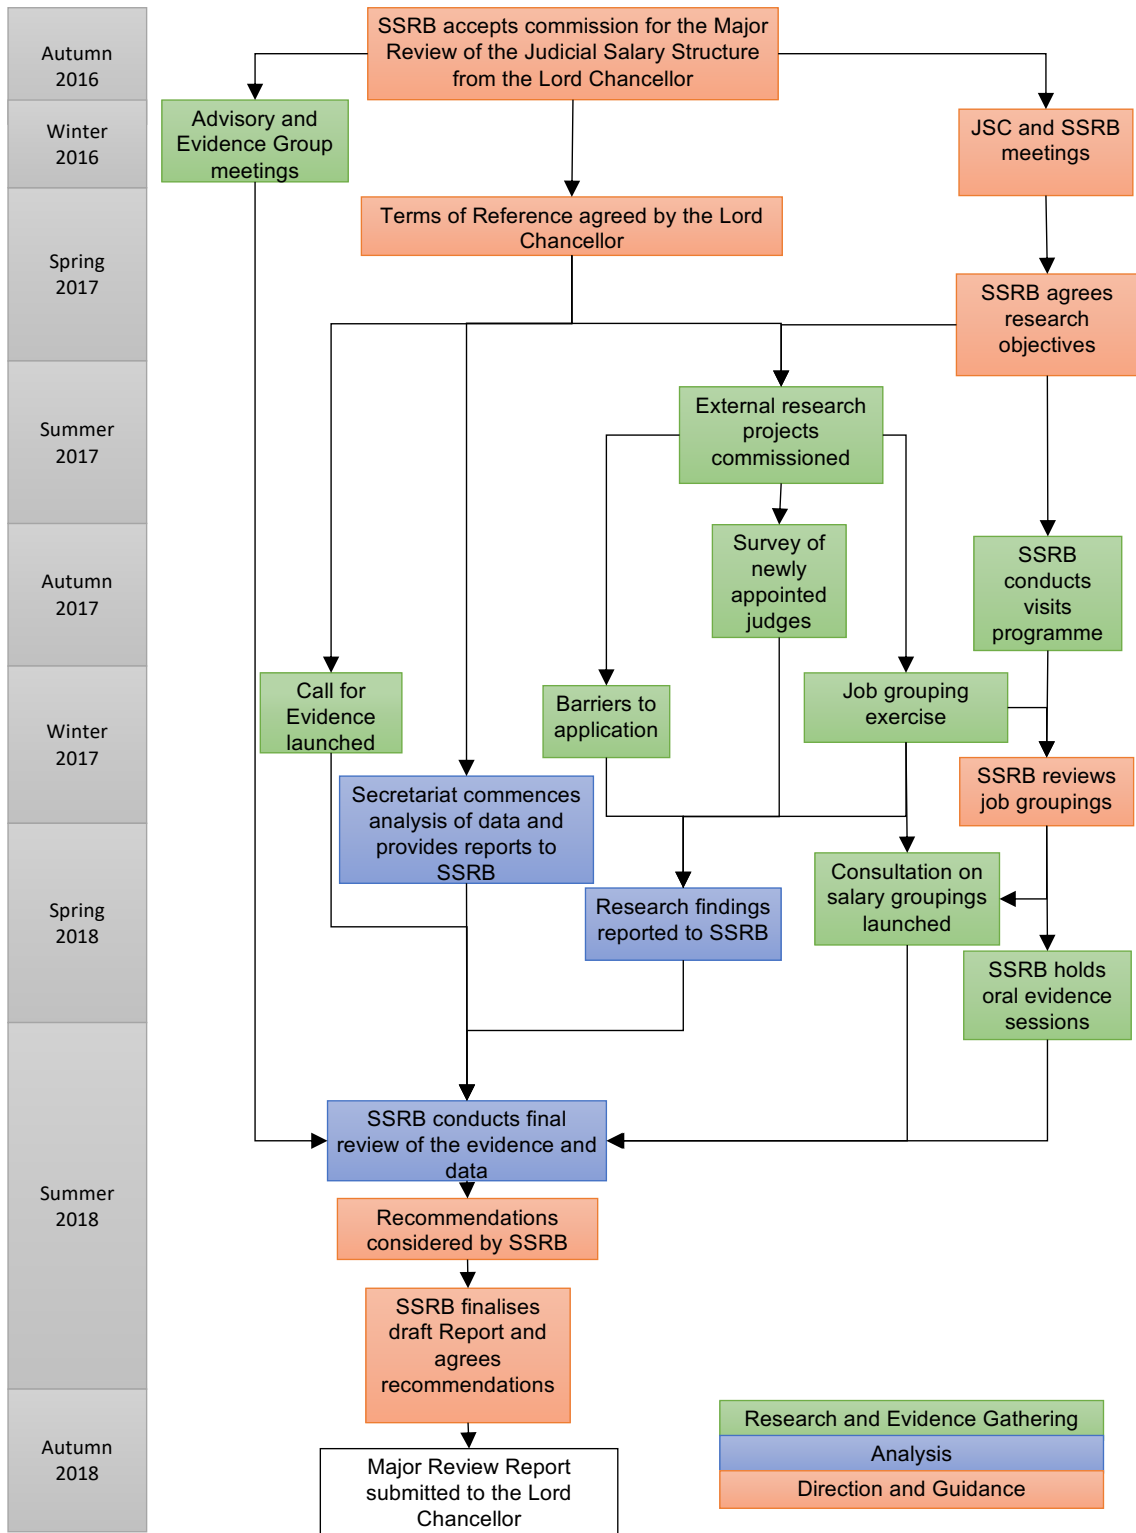 Autumn
2016
SSRB accepts commission for the Major
Review of the Judicial Salary Structure
from the Lord Chancellor
Winter
2016
Advisory and
Evidence Group
meetings
JSC and SSRB
meetings
Terms of Reference agreed by the Lord
Chancellor
Spring
2017
SSRB agrees
research
objectives
Summer
2017
External research
projects
commissioned
Autumn
2017
Survey of
newly
appointed
judges
SSRB
conducts
visits
programme
Winter
2017
Call for
Evidence
launched
Barriers to
application
Job grouping
exercise
SSRB reviews
job groupings
Secretariat commences
analysis of data and
provides reports to
SSRB
Spring
2018
Research findings
reported to SSRB
Consultation on
salary groupings
launched
SSRB holds
oral evidence
sessions
Summer
2018
SSRB conducts final
review of the evidence and
data
Recommendations
considered by SSRB
SSRB finalises
draft Report and
agrees
recommendations
Autumn
2018
Major Review Report
submitted to the Lord
Chancellor
Research and Evidence Gathering
Analysis
Direction and Guidance